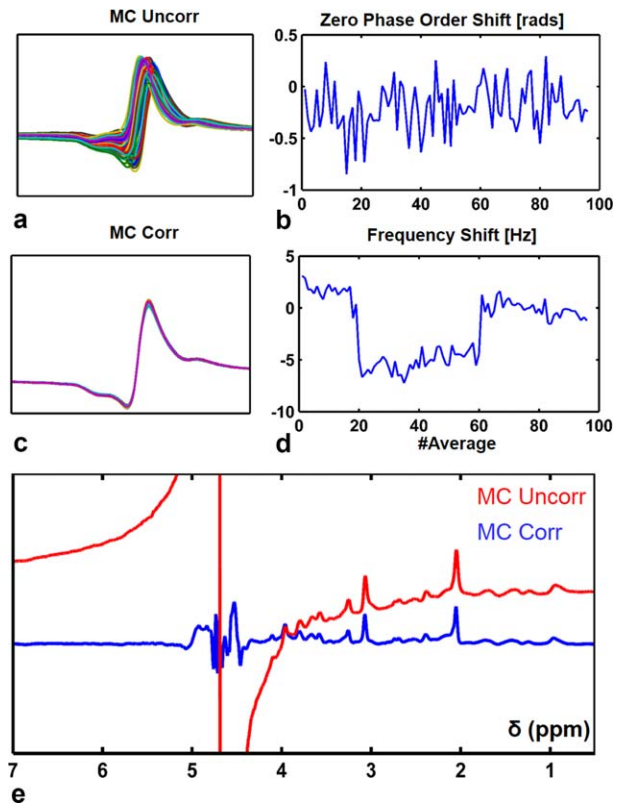 MC Uncorr
a
Zero Phase Order Shift [rads]
0.5
0
-0.5
-1
0 20 40 60 80 100
b
MC Corr
c
Frequency Shift [Hz]
5
0
-5
-10
0 20 40 60 80 100
#Average
d
MC Uncorr
MC Corr
δ (ppm)
7 6 5 4 3 2 1
e